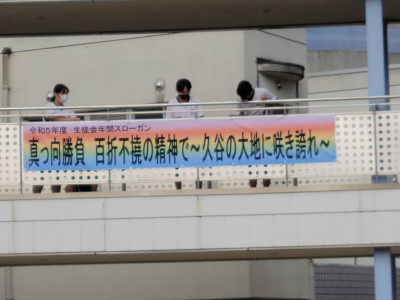 令和5年度 生徒会年間スローガン
真っ向勝負 百折不撓の精神で～久谷の大地に咲き誇れ～